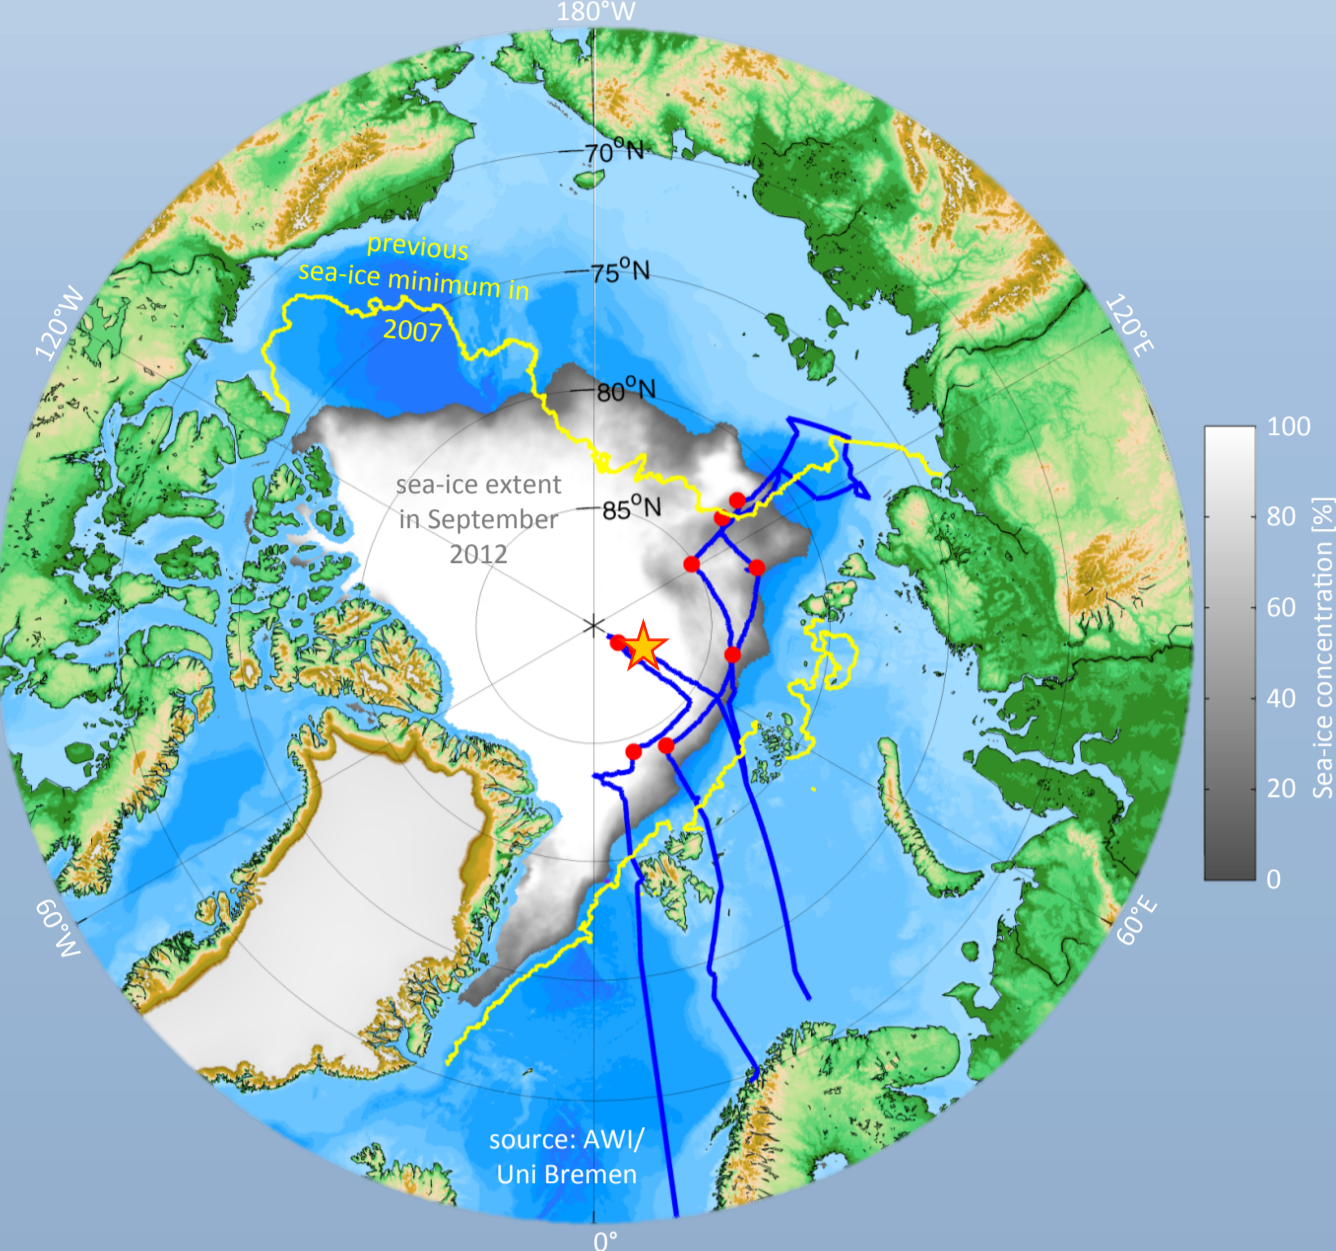 180°W
70°N
previous
sea-ice minimum in
2007
75°N
120°W
120°E
80°N
100
sea-ice extent
in September
2012
85°N
80
60
40
20
0
Sea-ice concentration [%]
60°W
60°E
source: AWI/
Uni Bremen
0°